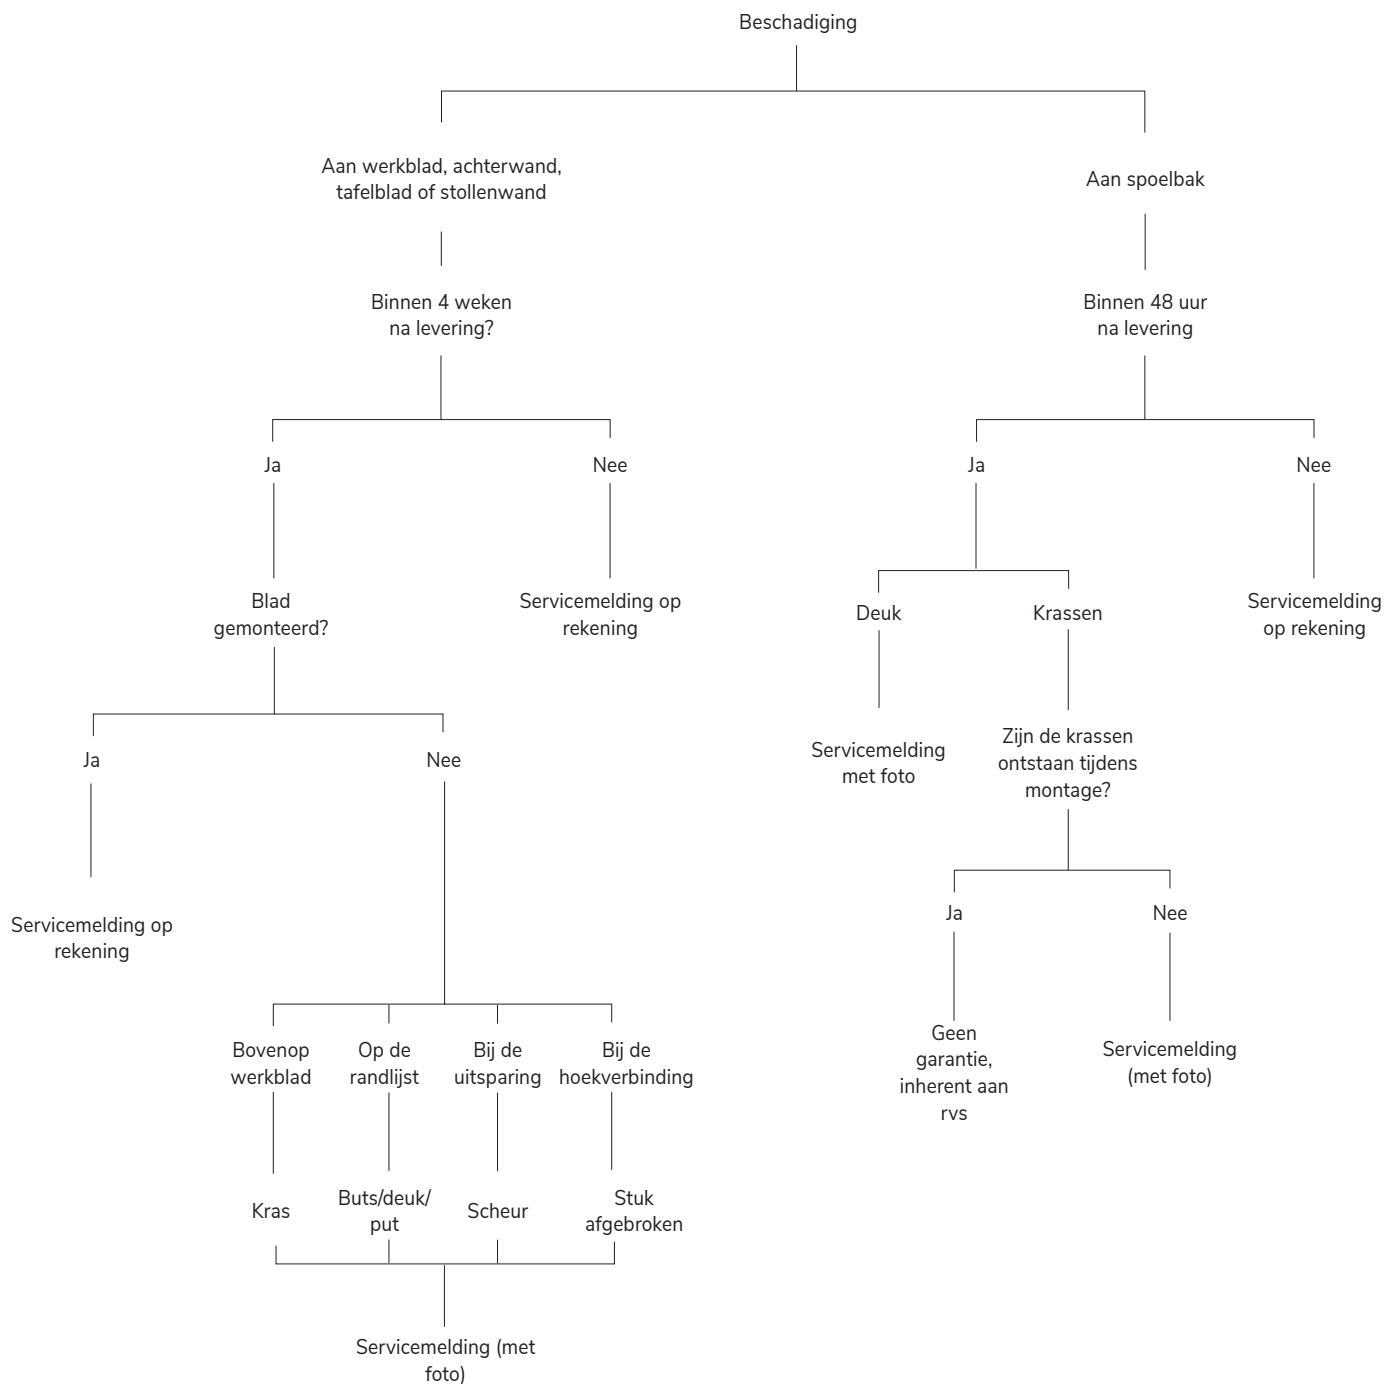 Beschadiging
Aan werkblad, achterwand,
tafelblad of stollenwand
Aan spoelbak
Binnen 4 weken
na levering?
Binnen 48 uur
na levering
Ja
Nee
Ja
Nee
Blad
gemonteerd?
Servicemelding op
rekening
Deuk
Krassen
Servicemelding
op rekening
Ja
Nee
Servicemelding
met foto
Zijn de krassen
ontstaan tijdens
montage?
Servicemelding op
rekening
Ja
Nee
Bovenop
werkblad
Op de
randlijst
Bij de
uitsparing
Bij de
hoekverbinding
Geen
garantie,
inherent aan
rvs
Servicemelding
(met foto)
Kras
Buts/deuk/
put
Scheur
Stuk
afgebroken
Servicemelding (met
foto)